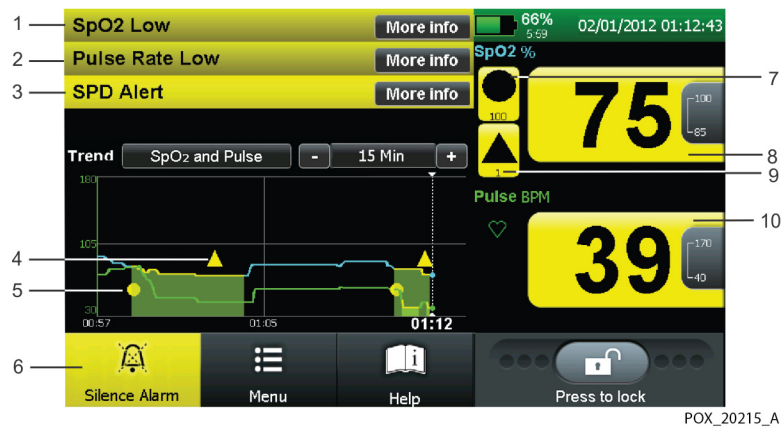 1
SpO2 Low
More info
66%
5:59
02/01/2012 01:12:43
2
Pulse Rate Low
More info
SpO2 %
3
SPD Alert
More info
7
100
75
100
85
8
1
9
Trend
SpO2 and Pulse
-
15 Min
+
180
105
30
00:57
01:05
01:12
4
5
Pulse BPM
10
39
170
40
6
Silence Alarm
Menu
i
Help
Press to lock
POX_20215_A